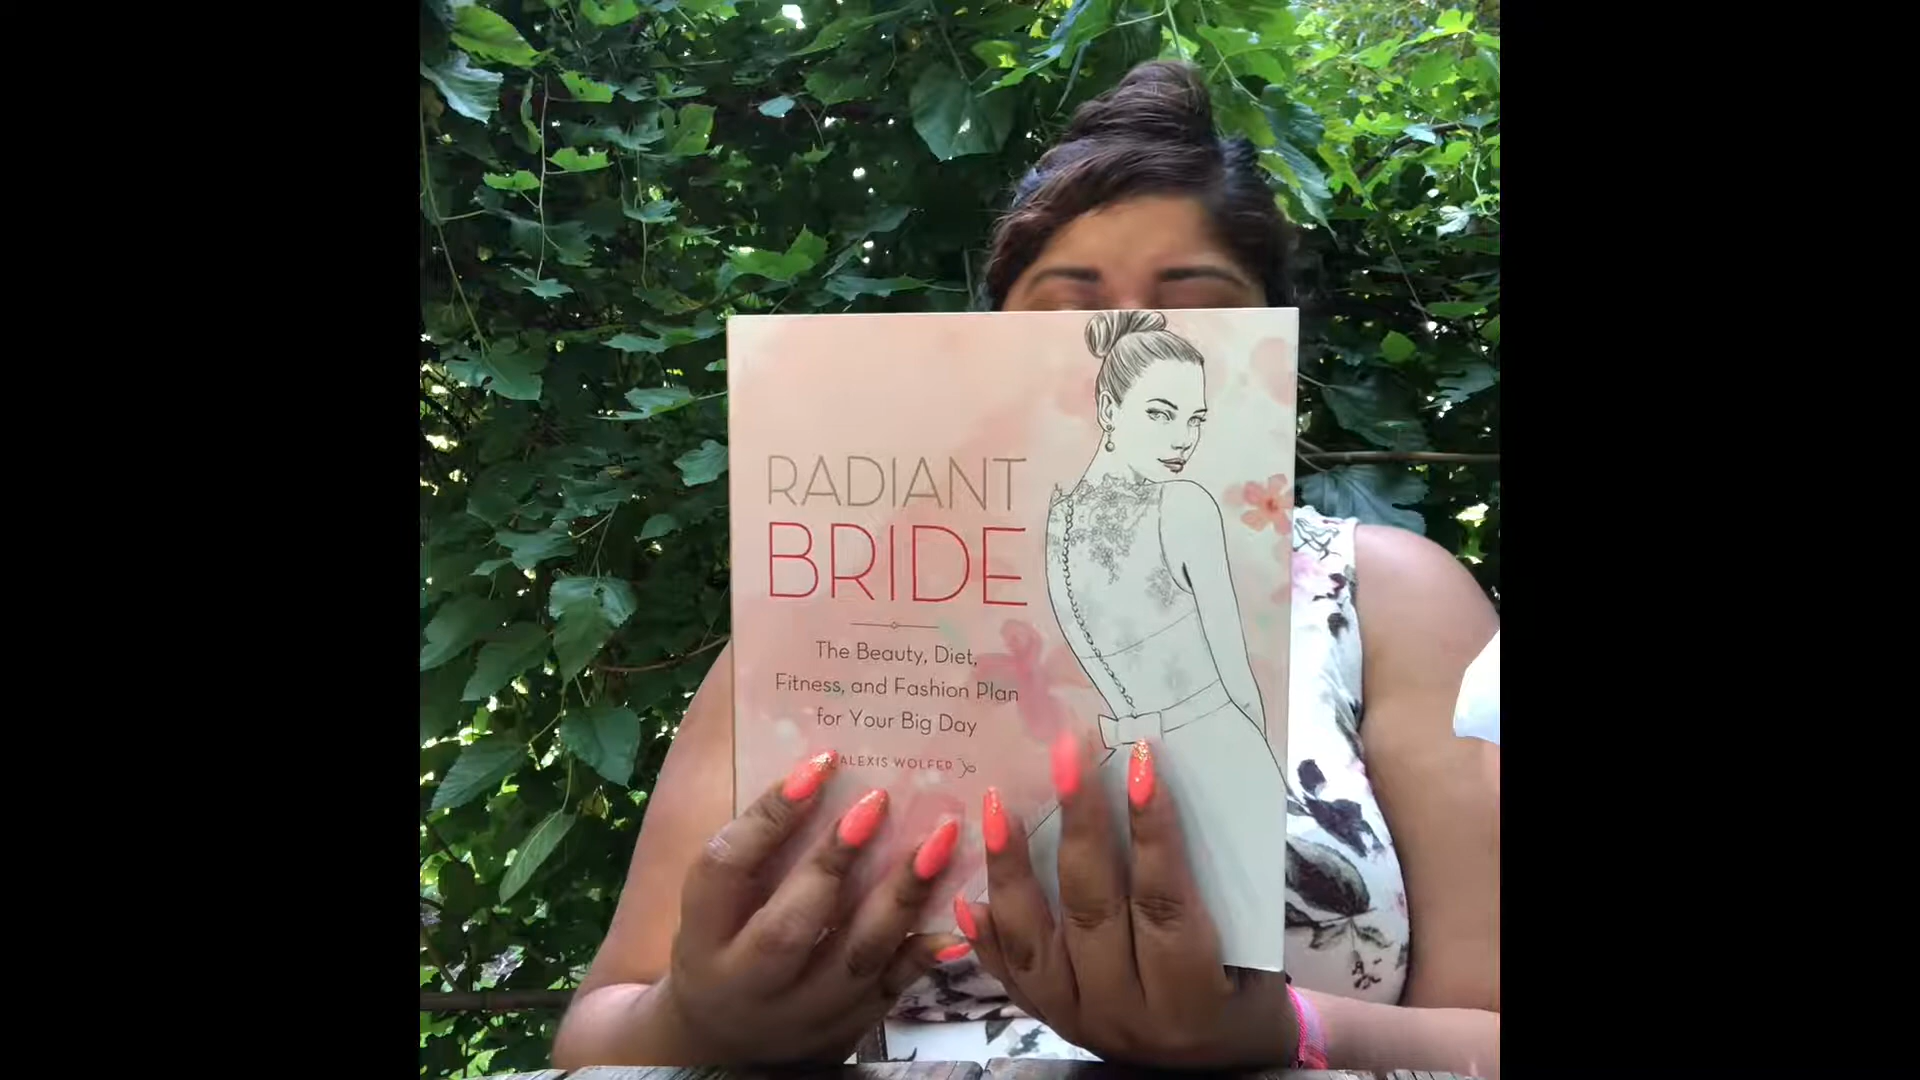 RADIANT
BRIDE
The Beauty, Diet,
Fitness, and Fashion Plan
for Your Big Day
ALEXIS WOLFER